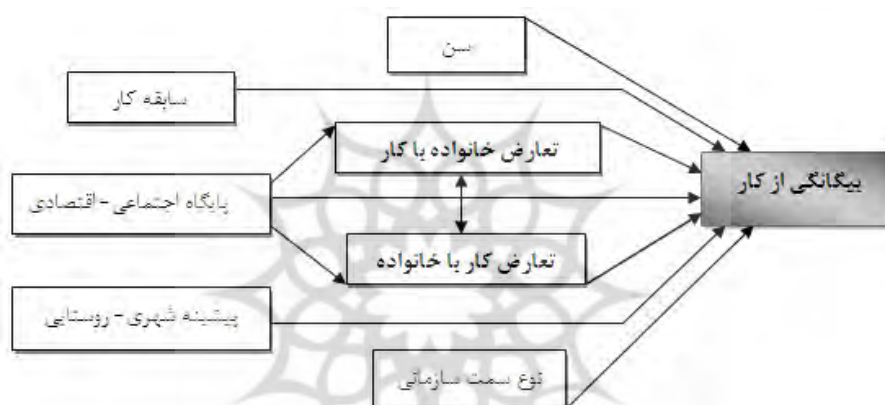 سن
سابقه کار
تعارض خانواده با کار
بیگانگی از کار
پایگاه اجتماعی - اقتصادی
تعارض کار با خانواده
پیشینه شهری - روستایی
نوع سمت سازمانی